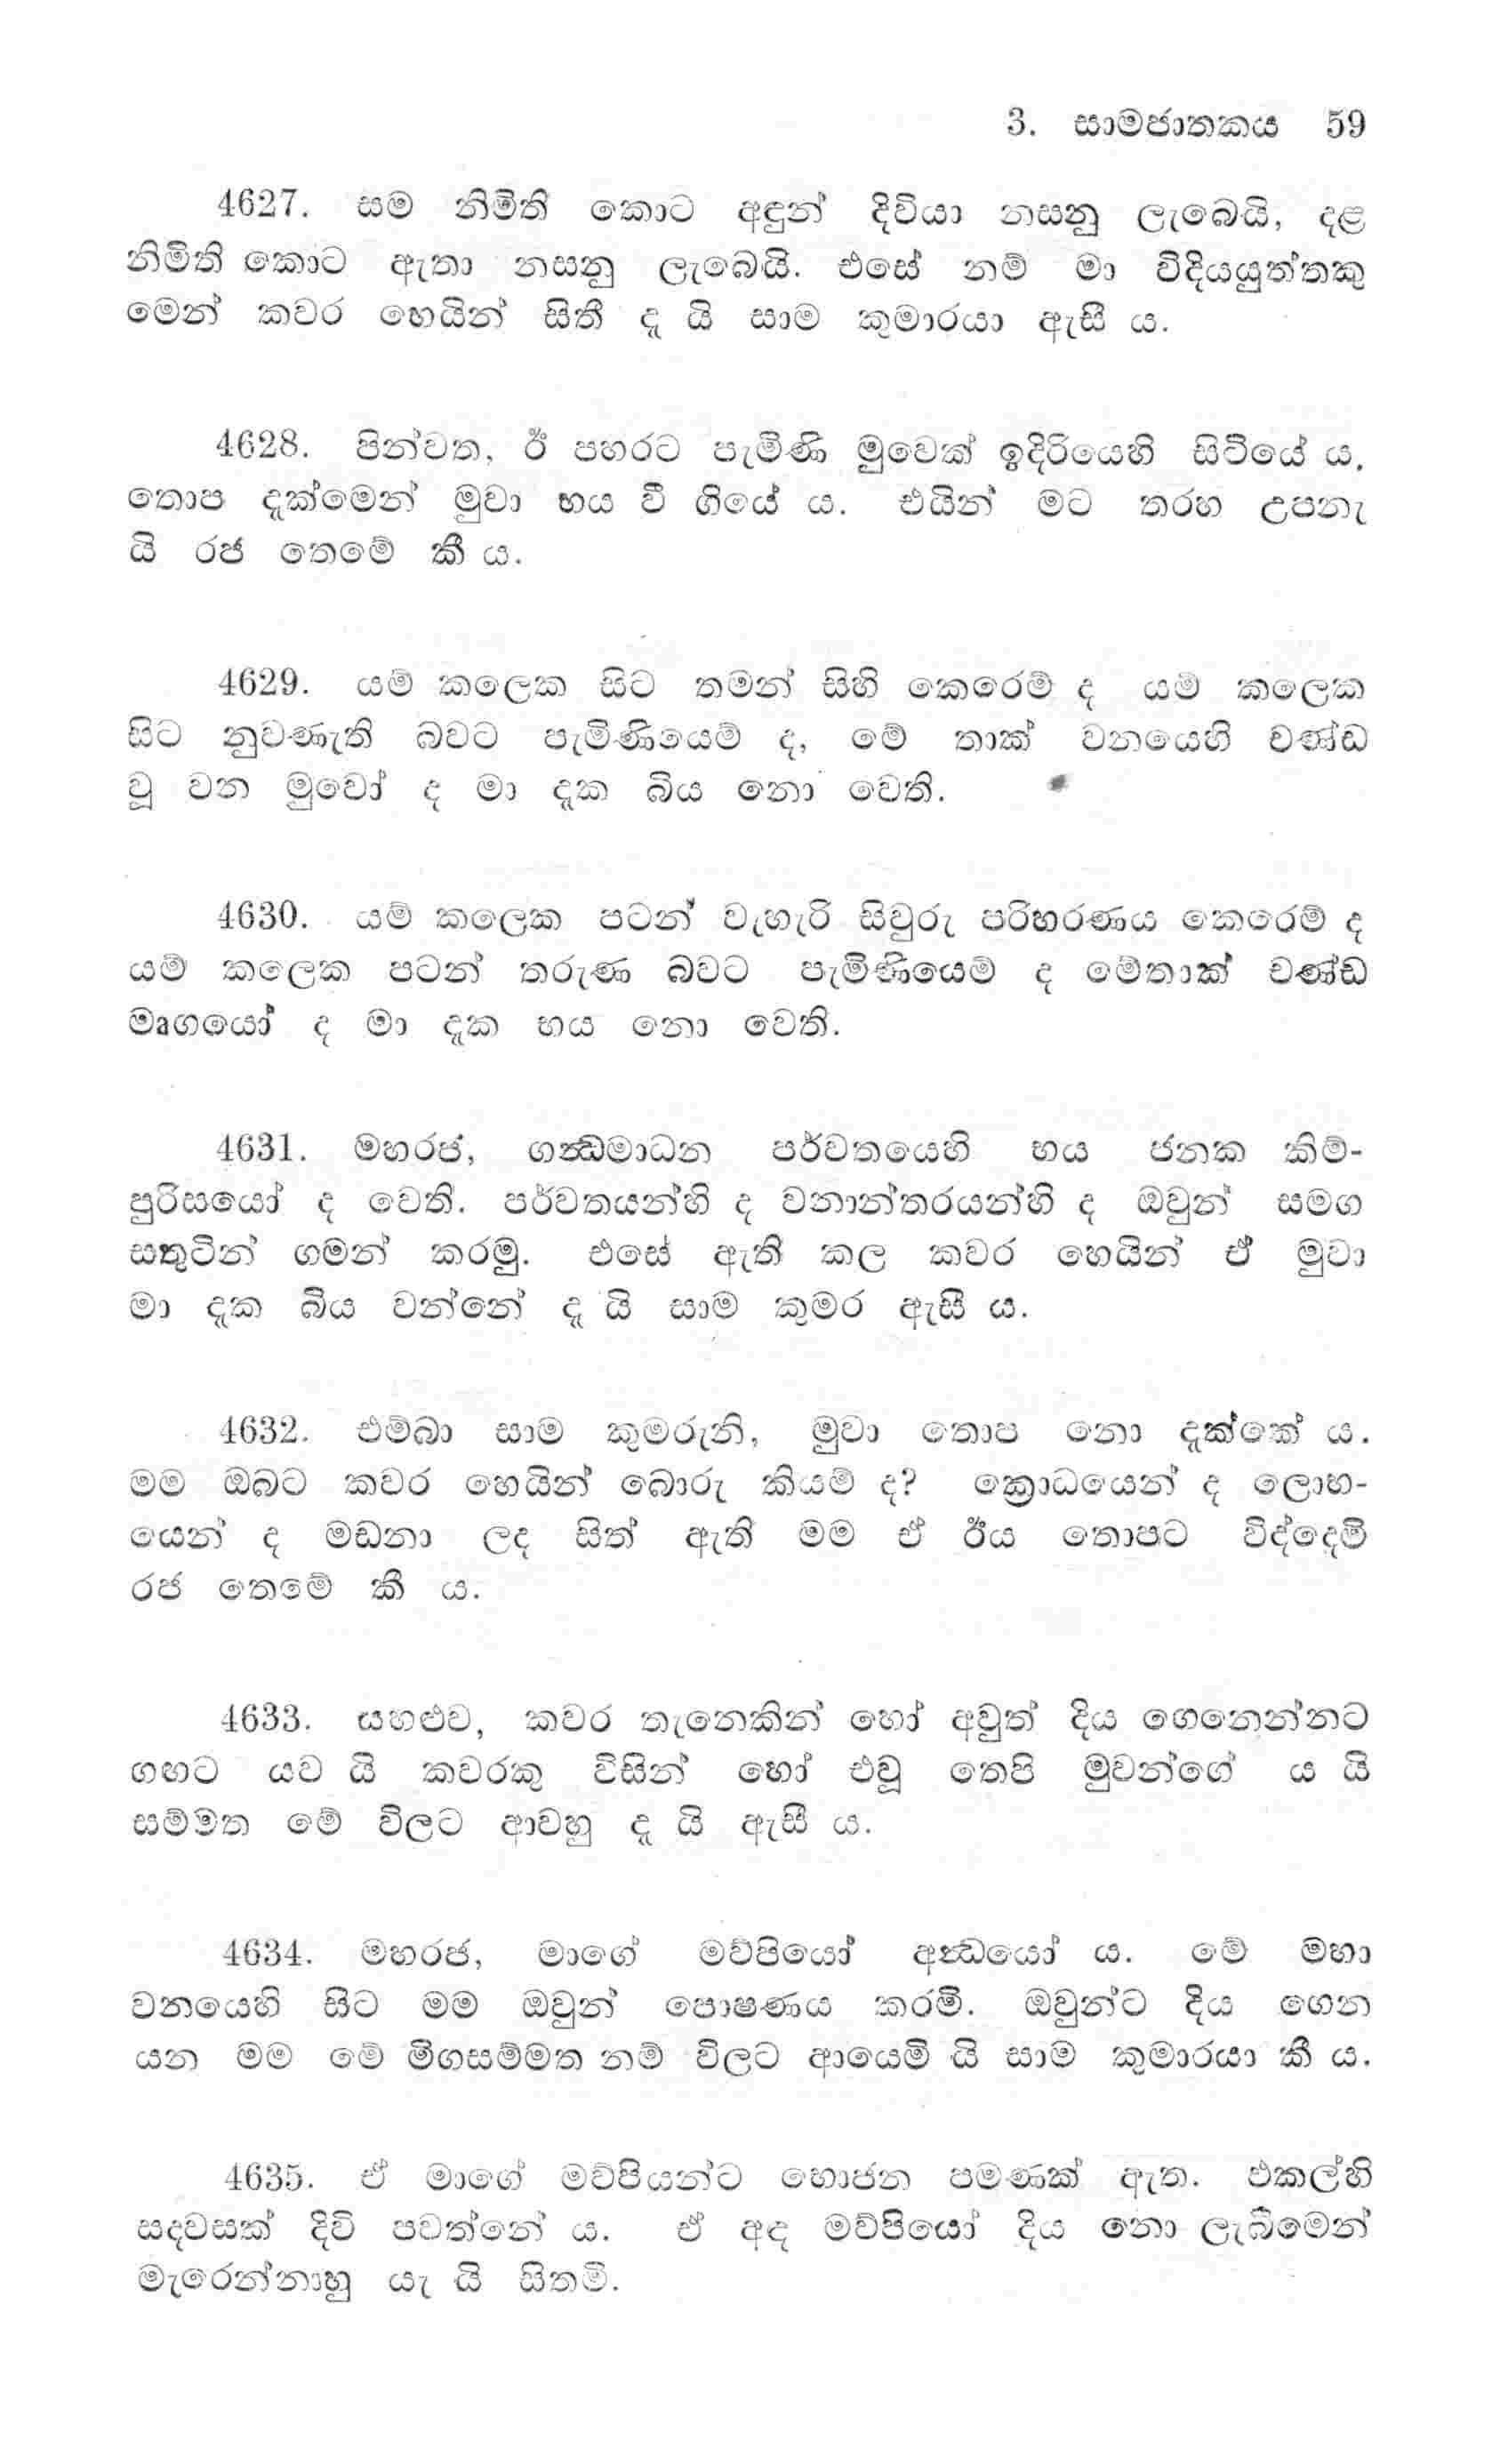 3. සාමජාතකය 59
4627. සම නිමිති කොට අඳුන් දිවියා නසනු ලැබෙයි, දළ
නිමිති කොට ඇතා නසනු ලැබෙයි. එසේ නම් මා විදියයුත්තකු
මෙන් කවර හෙයින් සිතී දැ යි සාම කුමාරයා ඇසී ය.
4628. පින්වත, ඊ පහරට පැමිණි මුවෙක් ඉදිරියෙහි සිටියේ ය.
තොප දැක්මෙන් මුවා භය වී ගියේ ය. එයින් මට තරහ උපනැ
යි රජ තෙමේ කී ය.
4629. යම් කලෙක සිට තමන් සිහි කෙරෙම් ද යම් කලෙක
සිට නුවණැති බවට පැමිණියෙම් ද, මේ තාක් වනයෙහි චණ්ඩ
වූ වන මුවෝ ද මා දැක බිය නො වෙති.
4630. යම් කලෙක පටන් වැහැරි සිවුරු පරිහරණය කෙරෙම් ද
යම් කලෙක පටන් තරුණ බවට පැමිණියෙම් ද මේතාක් චණ්ඩ
මෘගයෝ ද මා දැක භය නො වෙති.
4631. මහරජ, ගන්‍ධමාධන පර්වතයෙහි භය ජනක කිම්-
පුරිසයෝ ද වෙති. පර්වතයන්හි ද වනාන්තරයන්හි ද ඔවුන් සමග
සතුටින් ගමන් කරමු. එසේ ඇති කල කවර හෙයින් ඒ මුවා
මා දැක බිය වන්නේ දැ යි සාම කුමර ඇසී ය.
4632. එම්බා සාම කුමරුනි, මුවා තොප නො දැක්කේ ය.
මම ඔබට කවර හෙයින් බොරු කියම් ද? ක්‍රොධයෙන් ද ලොභ-
යෙන් ද මඩනා ලද සිත් ඇති මම ඒ ඊය තොපට විද්දෙමි
රජ තෙමේ කී ය.
4633. යහළුව, කවර තැනෙකින් හෝ අවුත් දිය ගෙනෙන්නට
ගඟට යව යි කවරකු විසින් හෝ එවූ තෙපි මුවන්ගේ ය යි
සම්මත මේ විලට ආවහු දැ යි ඇසී ය.
4634. මහරජ, මාගේ මව්පියෝ අන්‍ධයෝ ය. මේ මහා
වනයෙහි සිට මම ඔවුන් පොෂණය කරමි. ඔවුන්ට දිය ගෙන
යන මම මේ මිගසම්මත නම් විලට ආයෙමි යි සාම කුමාරයා කී ය.
4635. ඒ මාගේ මව්පියන්ට භොජන පමණක් ඇත. එකල්හි
සදවසක් දිවි පවත්නේ ය. ඒ අඳ මව්පියෝ දිය නො ලැබීමෙන්
මැරෙන්නාහු යැ යි සිතමි.